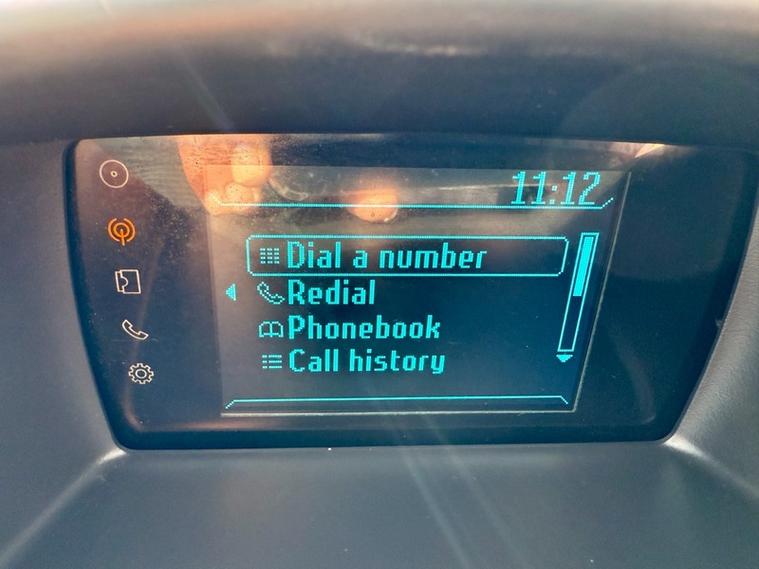 11:12
Dial a number
Redial
Phonebook
Call history